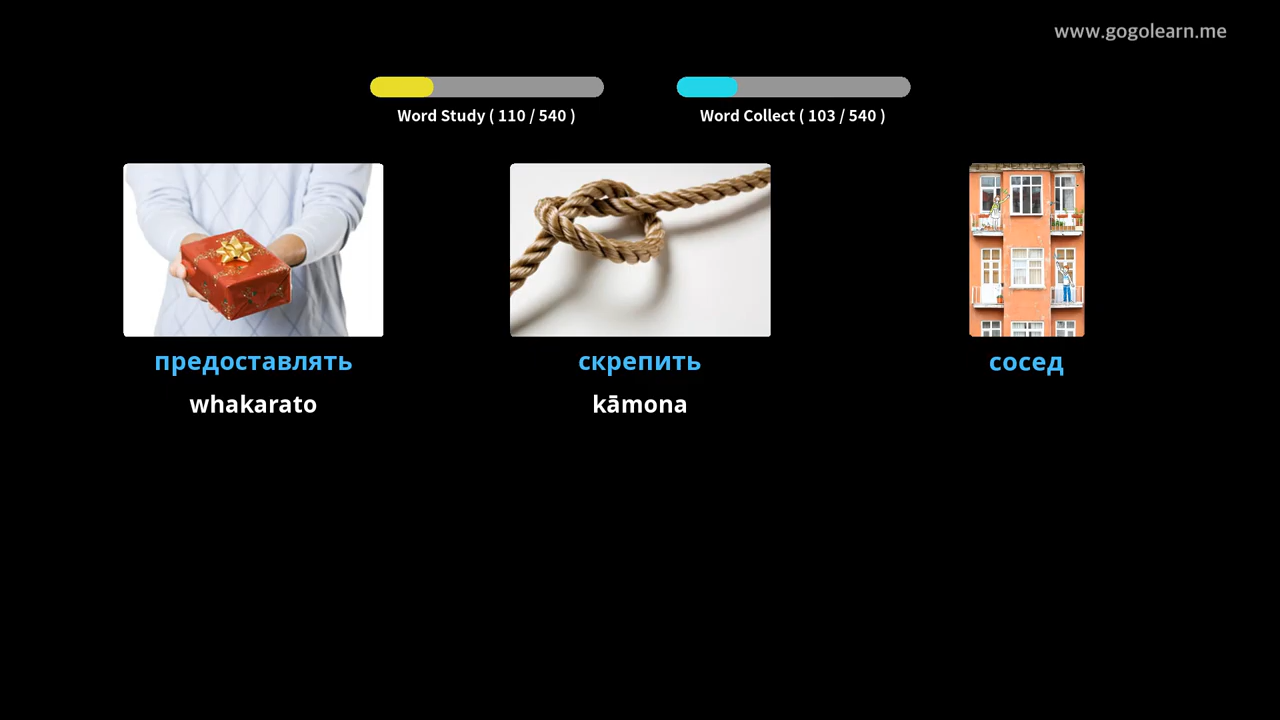 www.gogolearn.me
Word Study ( 110 / 540 )
Word Collect ( 103 / 540 )
предоставлять
скрепить
сосед
whakarato
kāmona